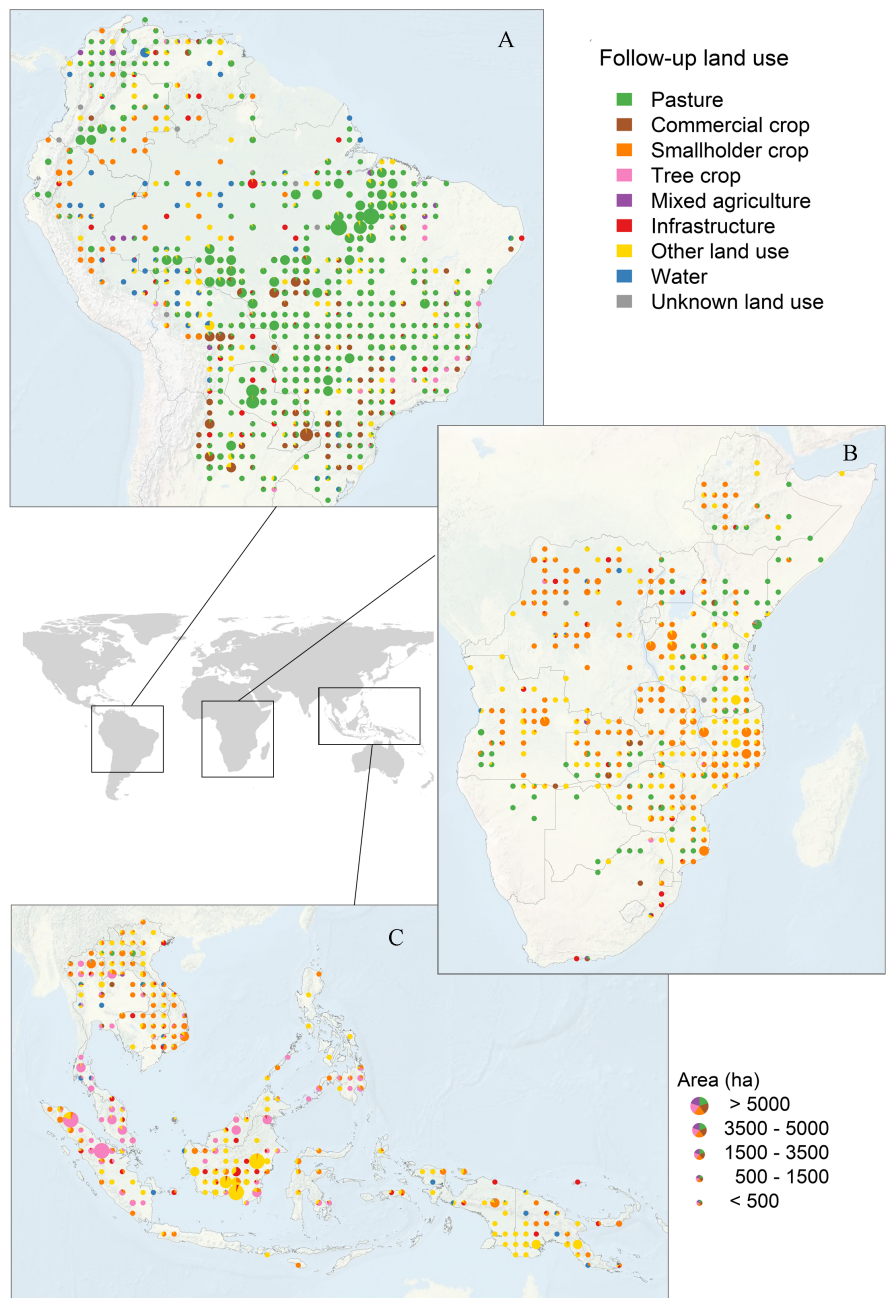 A
Follow-up land use
Pasture
Commercial crop
Smallholder crop
Tree crop
Mixed agriculture
Infrastructure
Other land use
Water
Unknown land use
B
C
Area (ha)
> 5000
3500 - 5000
1500 - 3500
500 - 1500
< 500